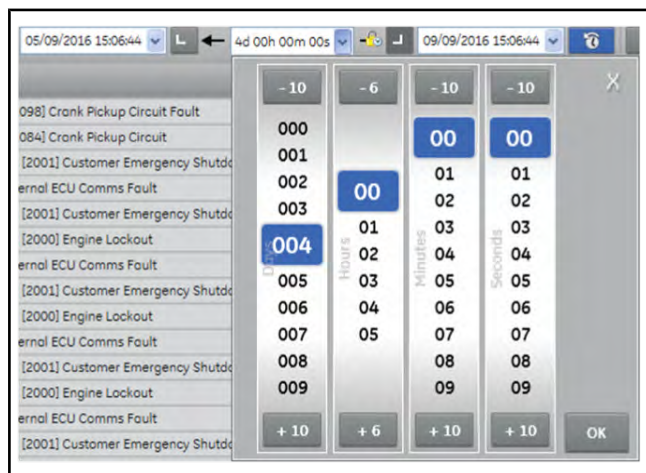 05/09/2016 15:06:44 4d 00h 00m 00s 09/09/2016 15:06:44
098] Crank Pickup Circuit Fault
084] Crank Pickup Circuit
[2001] Customer Emergency Shutdo
ernal ECU Comms Fault
[2001] Customer Emergency Shutdo
[2000] Engine Lockout
ernal ECU Comms Fault
[2001] Customer Emergency Shutdo
[2000] Engine Lockout
ernal ECU Comms Fault
[2001] Customer Emergency Shutdo
[2000] Engine Lockout
ernal ECU Comms Fault
[2001] Customer Emergency Shutdo
- 10 - 6 - 10 - 10 X
000
001
002
003
004
005
006
007
008
009
Days
00
01
02
03
04
05
Hours
00
01
02
03
04
05
06
07
08
09
Minutes
00
01
02
03
04
05
06
07
08
09
Seconds
+ 10 + 6 + 10 + 10 OK